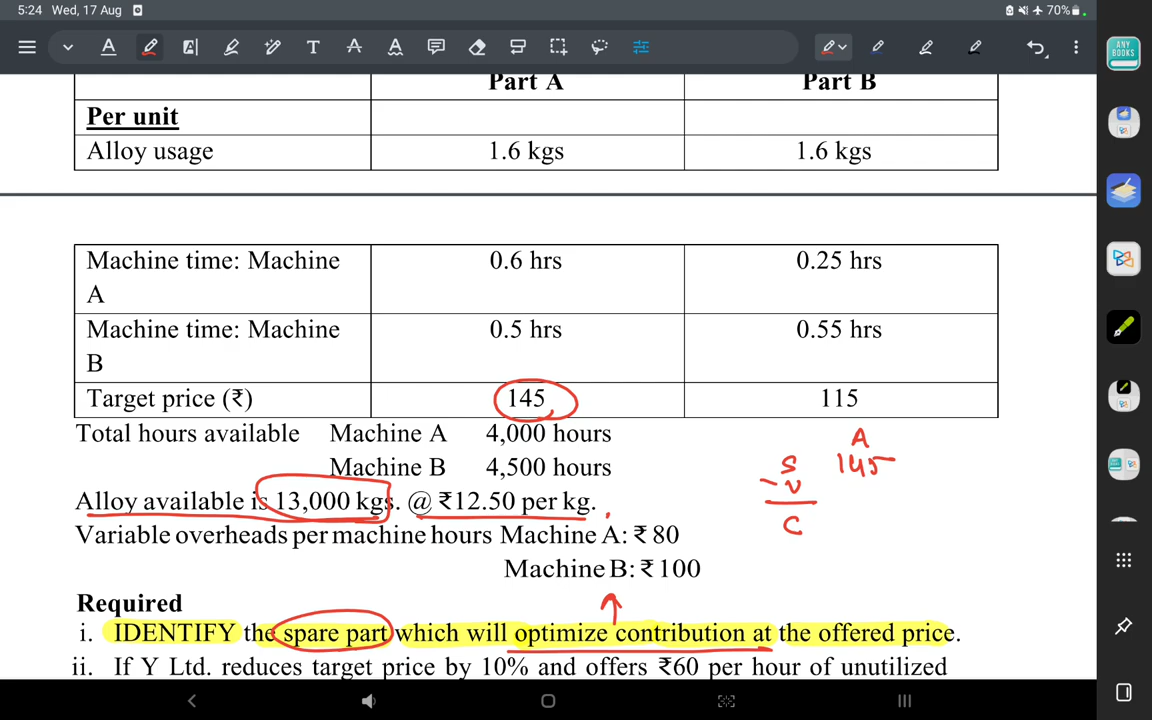 5:24 Wed, 17 Aug 70%
T A A
ANY BOOKS
Part A Part B
Per unit
Alloy usage 1.6 kgs 1.6 kgs
Machine time: Machine 0.6 hrs 0.25 hrs
A
Machine time: Machine 0.5 hrs 0.55 hrs
B
Target price (₹) 145 115
Total hours available Machine A 4,000 hours
A
Machine B 4,500 hours
S 145
- V
Alloy available is 13,000 kgs. @ ₹12.50 per kg.
C
Variable overheads per machine hours Machine A: ₹ 80
Machine B: ₹ 100
Required
i. IDENTIFY the spare part which will optimize contribution at the offered price.
ii. If Y Ltd. reduces target price by 10% and offers ₹60 per hour of unutilized